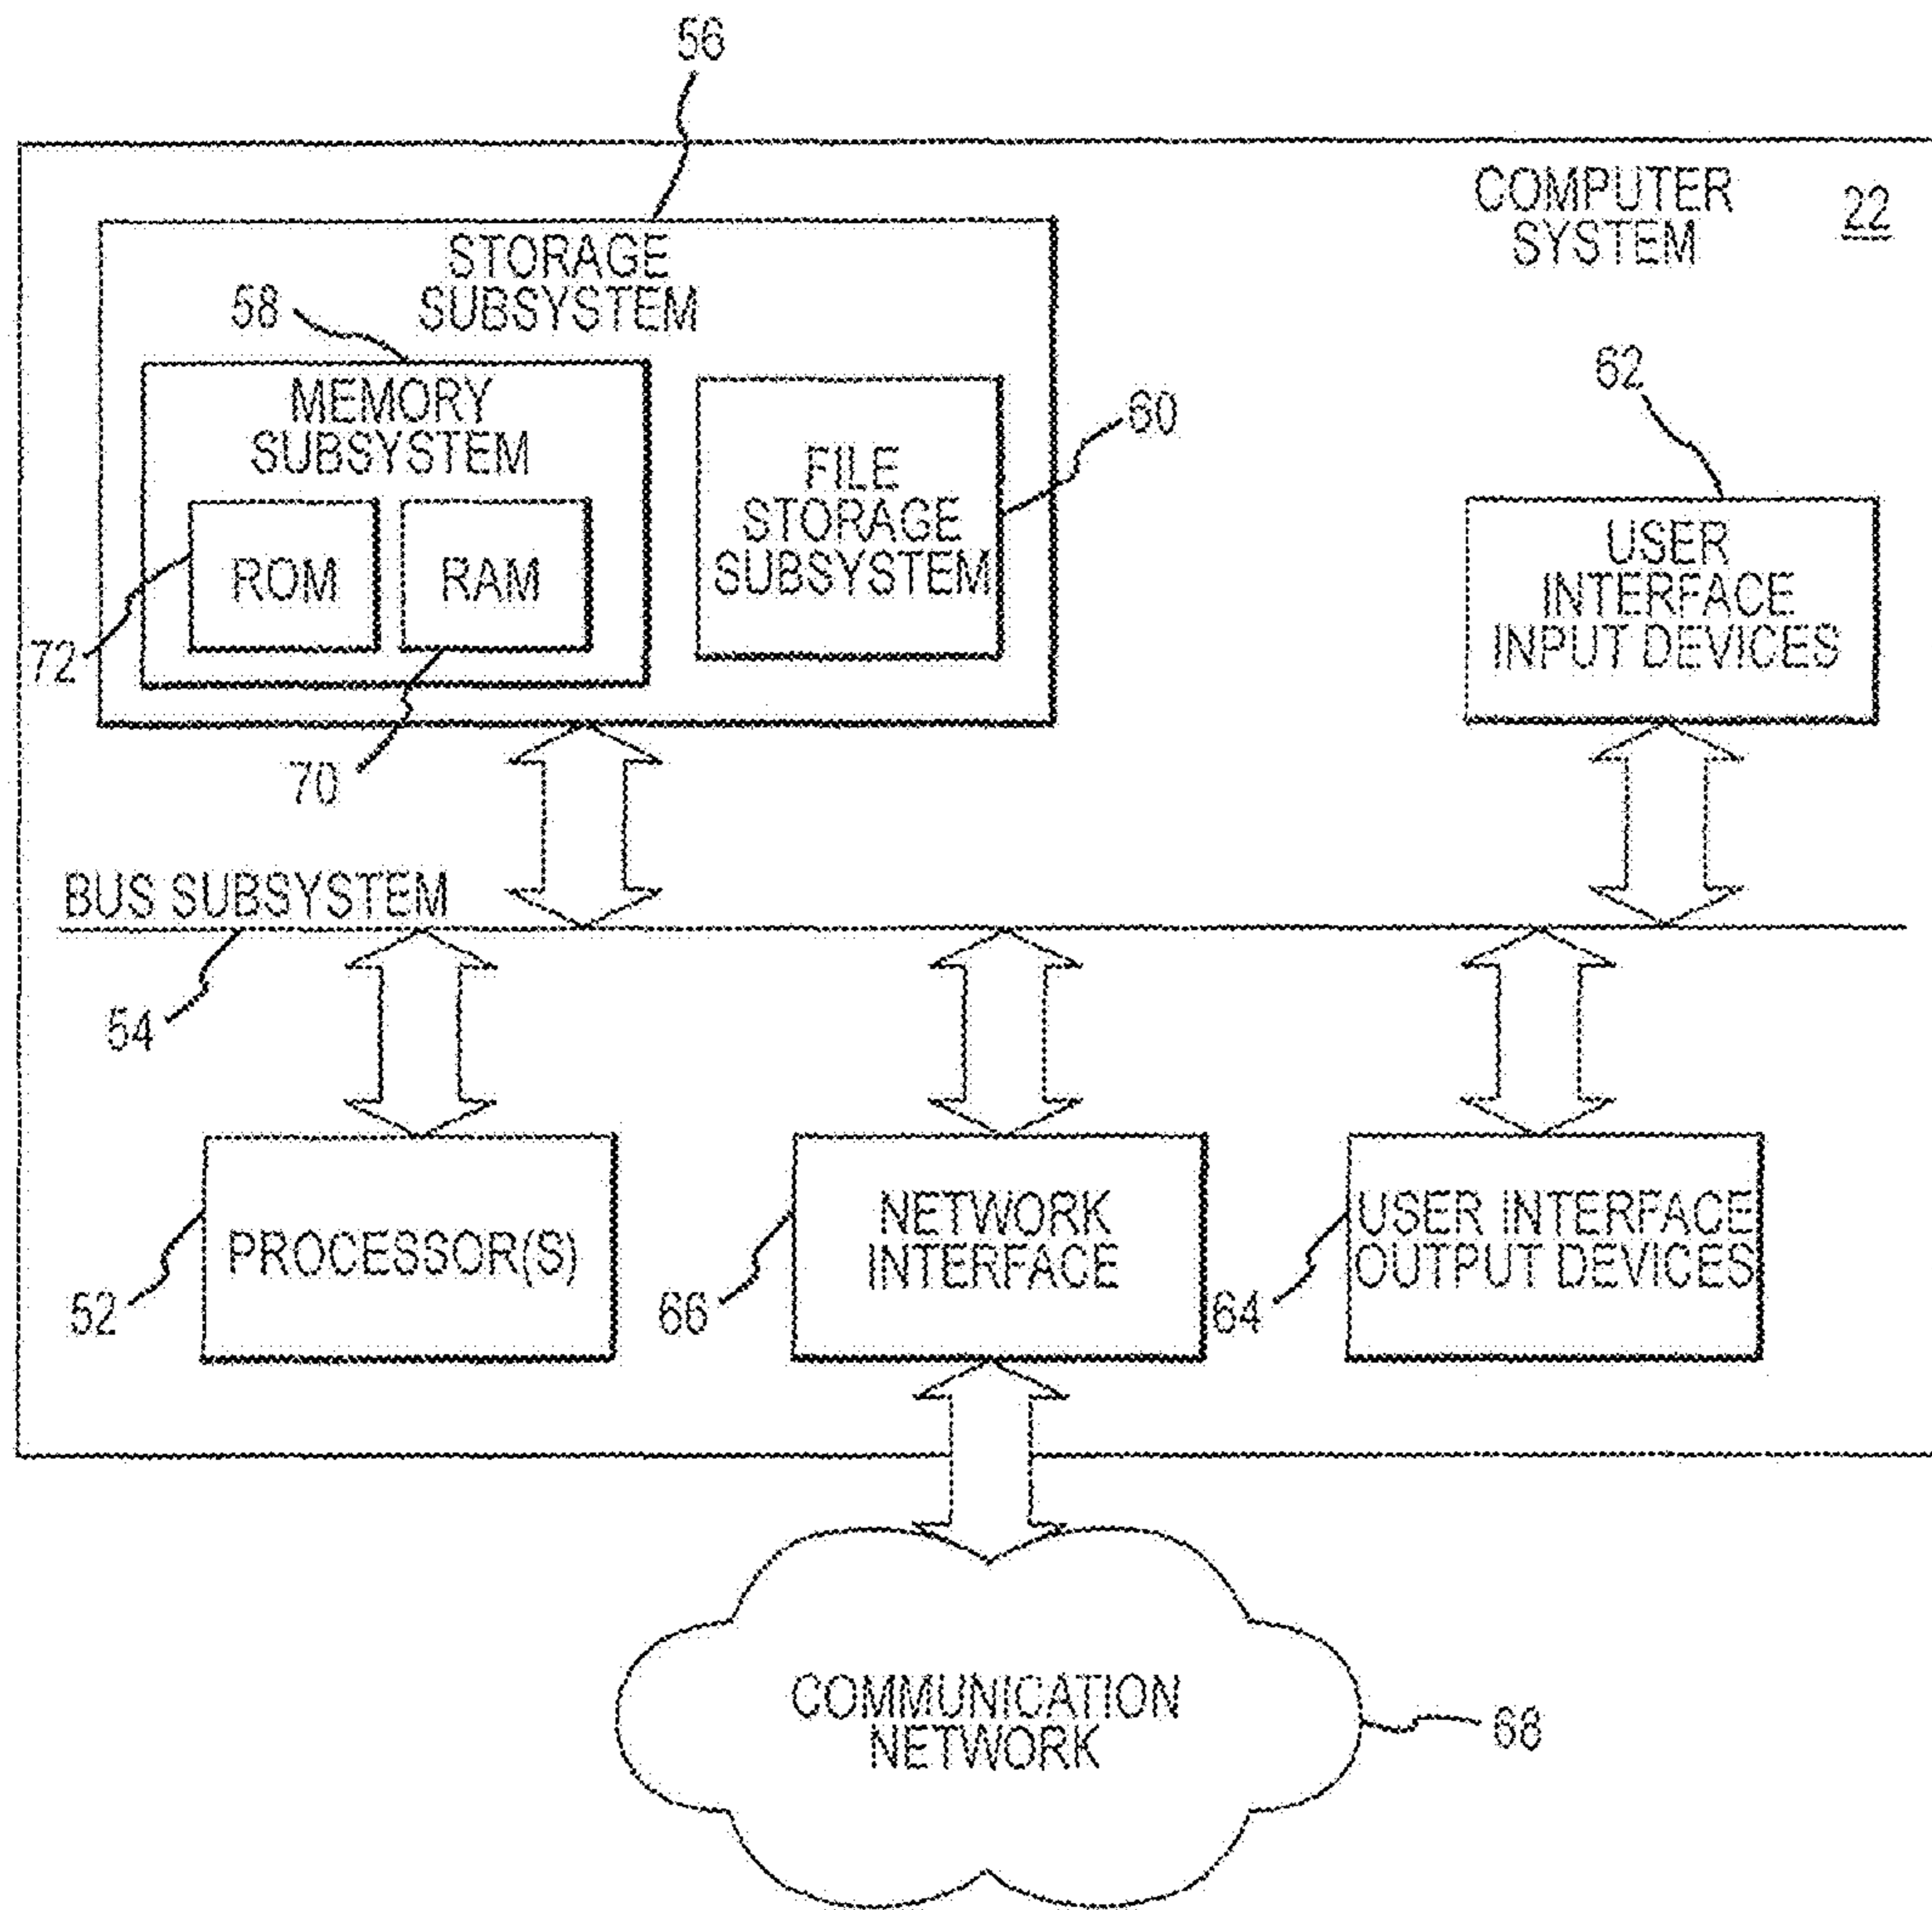 56
COMPUTER
SYSTEM
22
STORAGE
SUBSYSTEM
58
MEMORY
SUBSYSTEM
ROM
RAM
72
70
FILE
STORAGE
SUBSYSTEM
60
62
USER
INTERFACE
INPUT DEVICES
BUS SUBSYSTEM
54
PROCESSOR(S)
52
NETWORK
INTERFACE
66
USER INTERFACE
OUTPUT DEVICES
64
COMMUNICATION
NETWORK
68